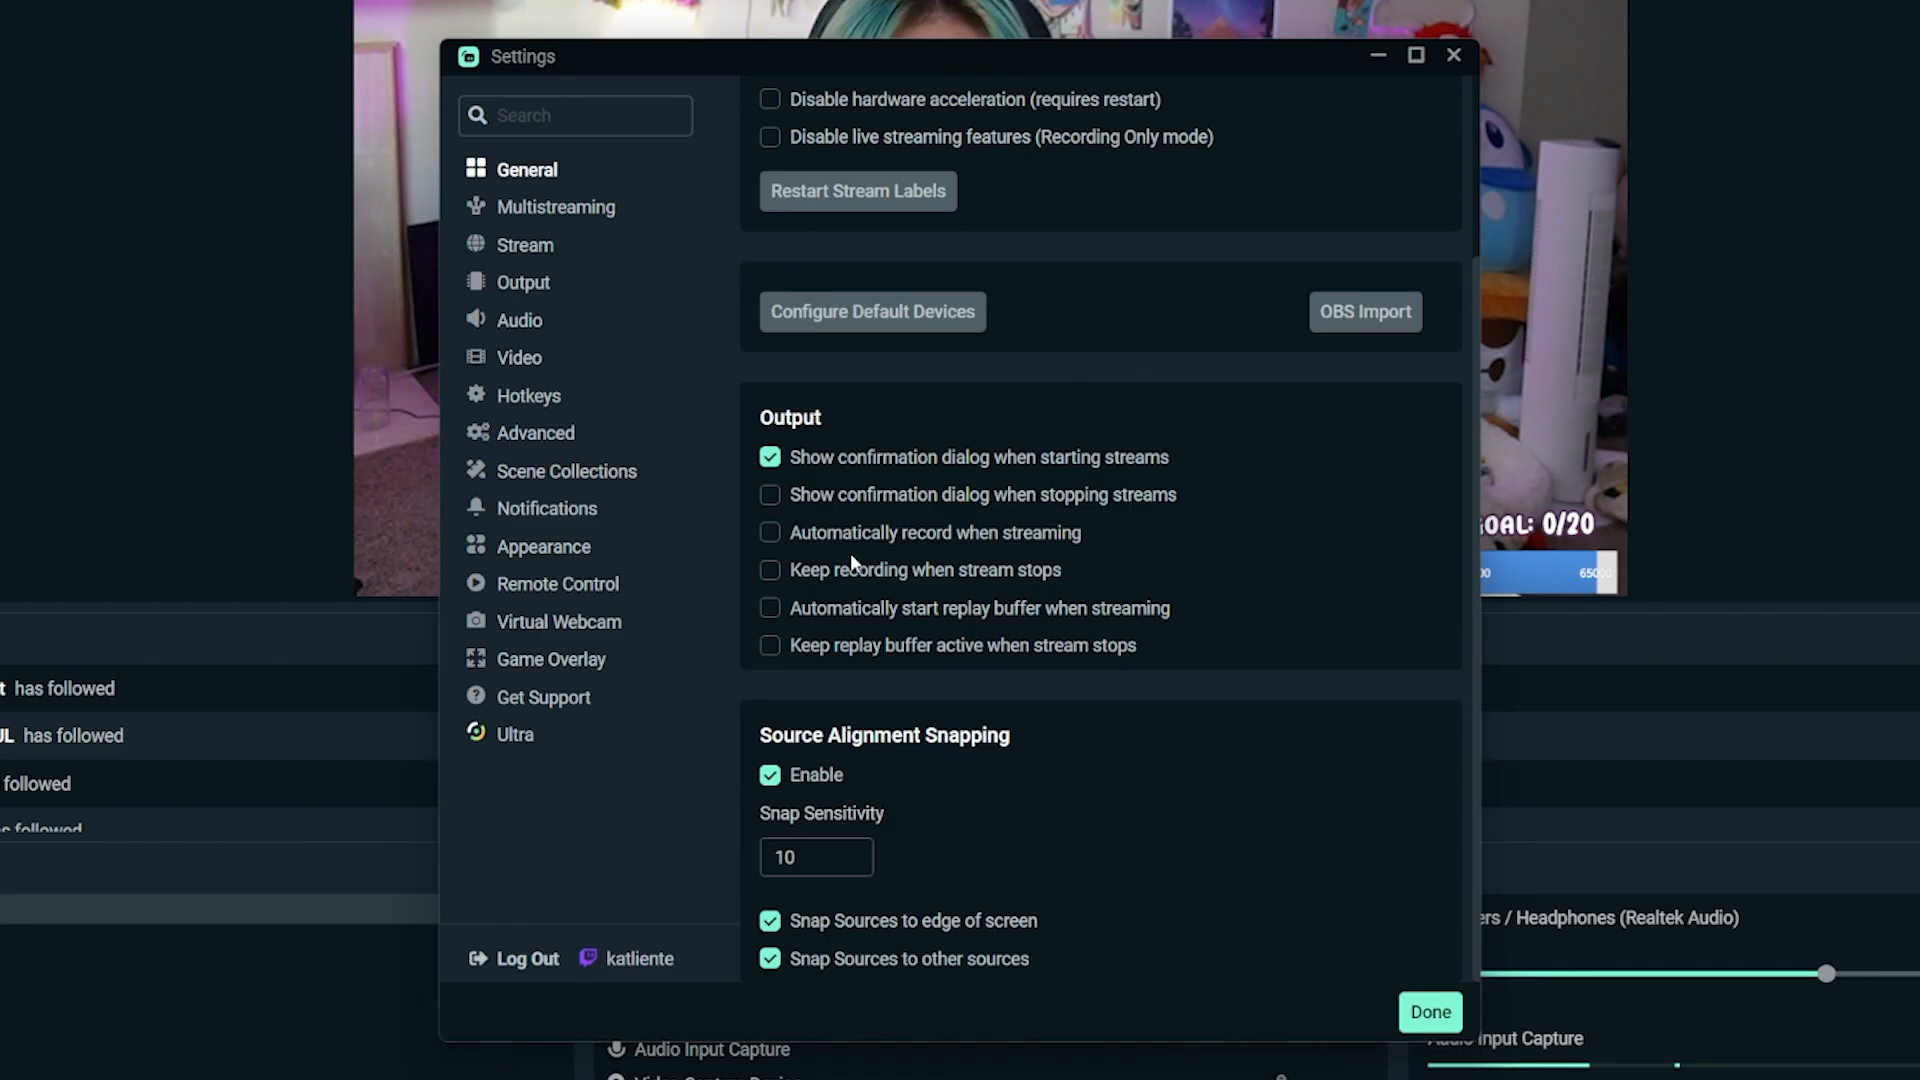 Settings
Search
General
Multistreaming
Stream
Output
Audio
Video
Hotkeys
Advanced
Scene Collections
Notifications
Appearance
Remote Control
Virtual Webcam
Game Overlay
Get Support
Ultra
Log Out katliente
Disable hardware acceleration (requires restart)
Disable live streaming features (Recording Only mode)
Restart Stream Labels
Configure Default Devices
OBS Import
Output
Show confirmation dialog when starting streams
Show confirmation dialog when stopping streams
Automatically record when streaming
Keep recording when stream stops
Automatically start replay buffer when streaming
Keep replay buffer active when stream stops
Source Alignment Snapping
Enable
Snap Sensitivity
10
Snap Sources to edge of screen
Snap Sources to other sources
Done
t has followed
JL has followed
followed
followed
GOAL: 0/20
/ Headphones (Realtek Audio)
Input Capture
Audio Input Capture